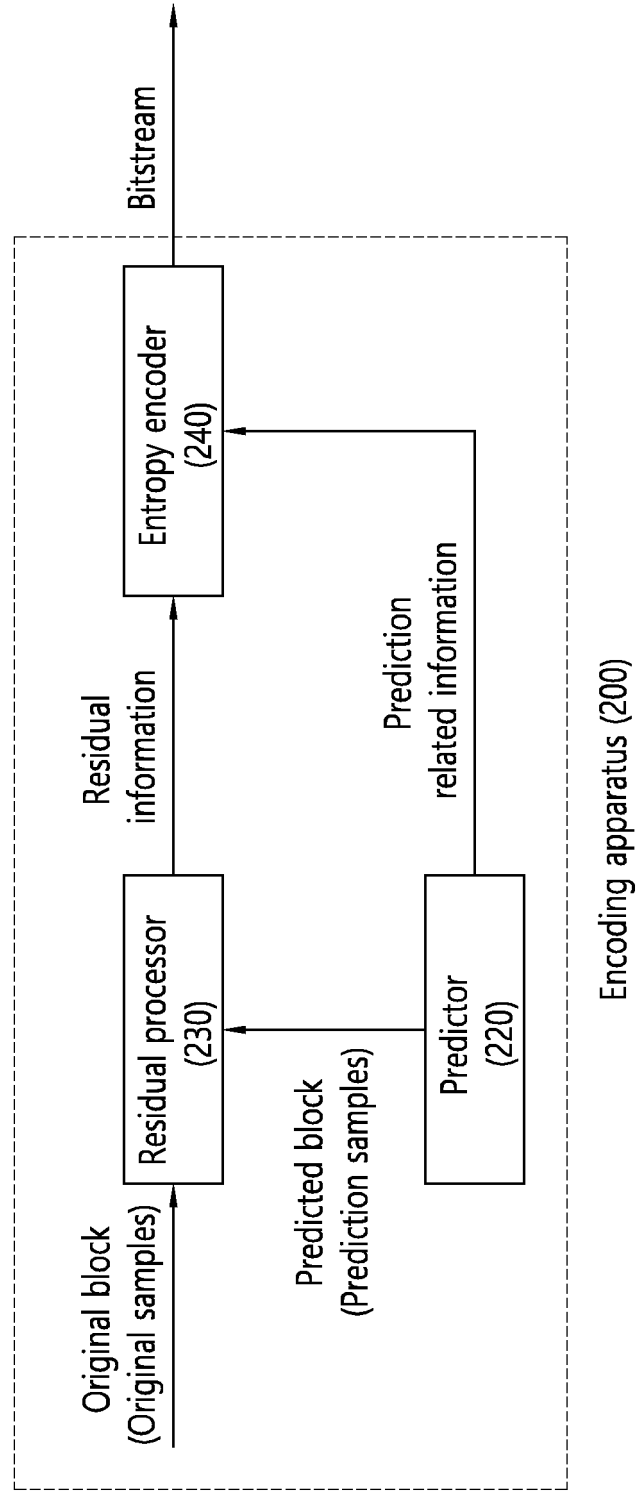 Original block
(Original samples)
Residual processor
(230)
Residual
information
Entropy encoder
(240)
Bitstream
Predicted block
(Prediction samples)
Predictor
(220)
Prediction
related information
Encoding apparatus (200)